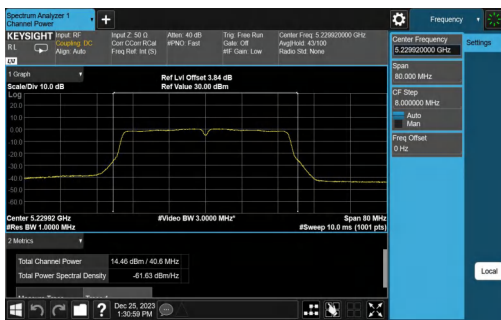 Spectrum Analyzer 1
Channel Power
+
Frequency
KEYSIGHT
Input: RF
Input Z: 50 Ω
Atten: 40 dB
Trig: Free Run
Center Freq: 5.229920000 GHz
RL
Coupling: DC
Corr CCorr RCal
#PNO: Fast
Gate: Off
Avg|Hold: 43/100
Align: Auto
Freq Ref: Int (S)
#IF Gain: Low
Radio Std: None
Center Frequency
5.229920000 GHz
Settings
Span
80.000 MHz
CF Step
8.000000 MHz
Auto
Man
Freq Offset
0 Hz
1 Graph
Ref Lvl Offset 3.84 dB
Scale/Div 10.0 dB
Ref Value 30.00 dBm
Log
20.0
10.0
0.00
-10.0
-20.0
-30.0
-40.0
-50.0
-60.0
Center 5.22992 GHz
#Video BW 3.0000 MHz*
Span 80 MHz
#Res BW 1.0000 MHz
#Sweep 10.0 ms (1001 pts)
2 Metrics
Total Channel Power
14.46 dBm / 40.6 MHz
Total Power Spectral Density
-61.63 dBm/Hz
Local
?
Dec 25, 2023
1:30:59 PM